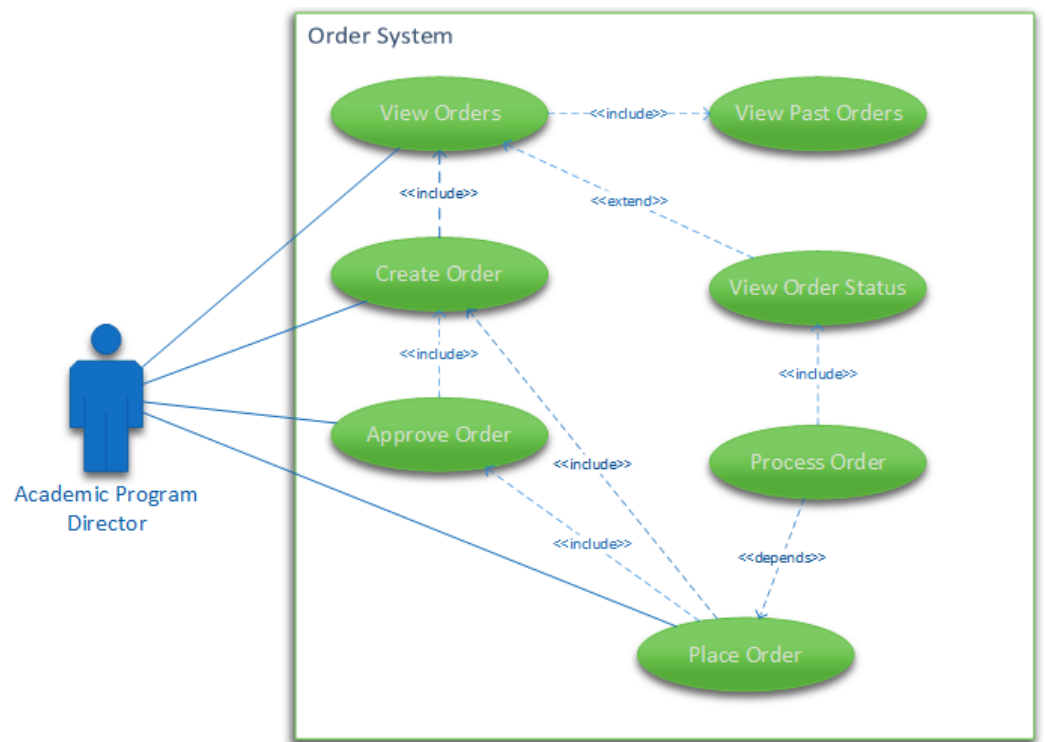 Order System
View Orders
<<include>>
View Past Orders
<<include>>
<<extend>>
Create Order
View Order Status
<<include>>
<<include>>
Approve Order
<<include>>
Process Order
Academic Program
Director
<<include>>
<<depends>>
Place Order